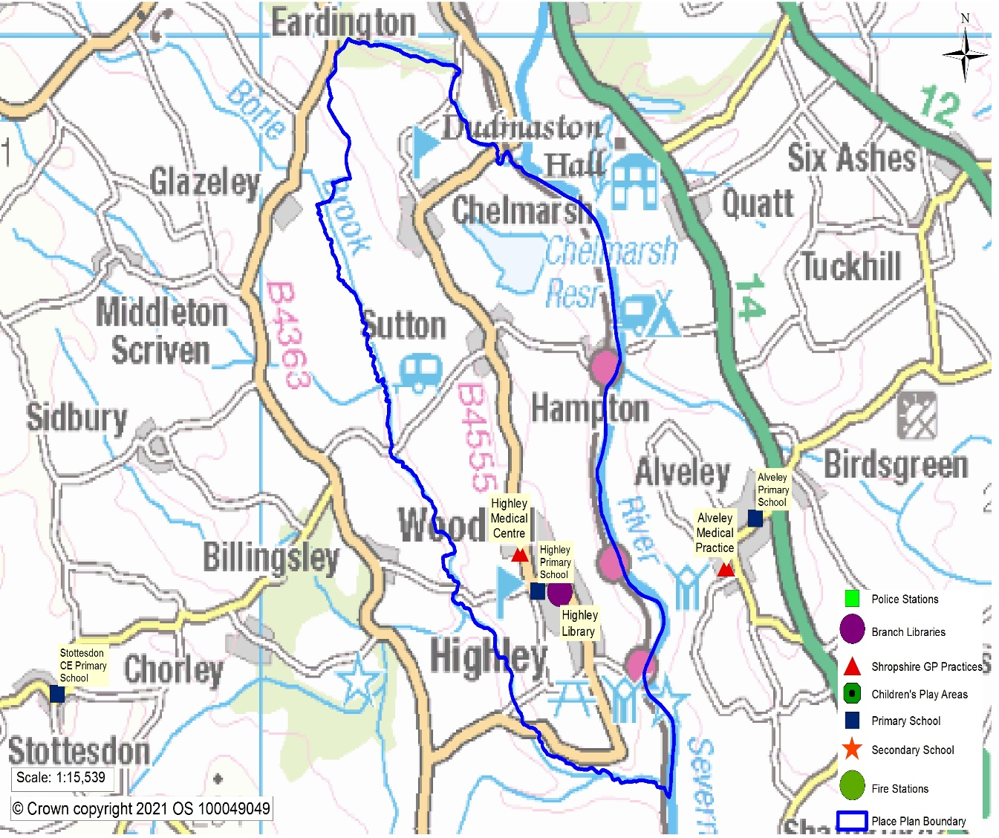 Eardington
N
Borle
12
Dudmaston
Hall
Six Ashes
Glazeley
Quatt
Chelmarsh
Brook
Chelmarsh
Resr
Tuckhill
14
B4363
Middleton
Scriven
Sutton
B4555
Hampton
Sidbury
Alveley
Birdsgreen
Alveley
Primary
School
River
Highley
Medical
Centre
Alveley
Medical
Practice
Wood
Highley
Primary
School
Billingsley
Highley
Library
Highley
Stottesdon
CE Primary
School
Chorley
Stottesdon
Severn
Scale: 1:15,539
© Crown copyright 2021 OS 100049049
Police Stations
Branch Libraries
Shropshire GP Practices
Children's Play Areas
Primary School
Secondary School
Fire Stations
Place Plan Boundary